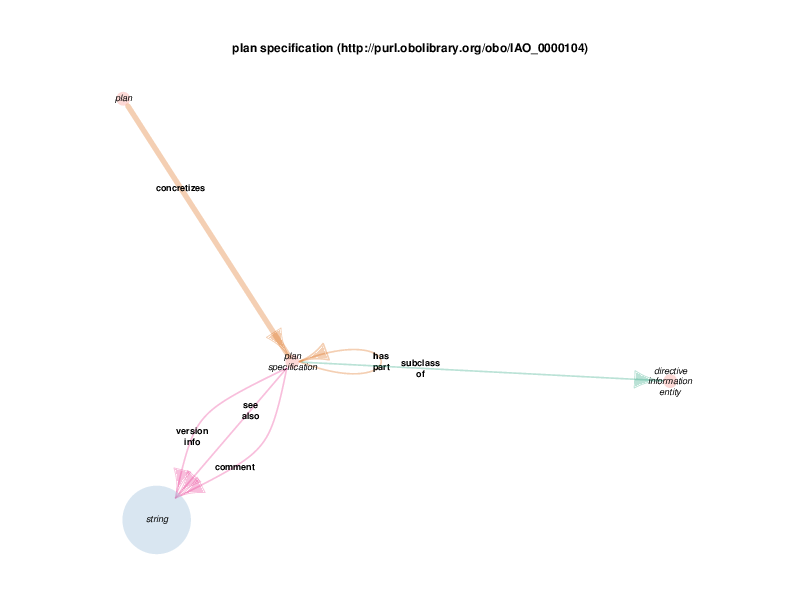 plan specification (http://purl.obolibrary.org/obo/IAO_0000104)
plan
concretizes
plan
specification
has
part
subclass
of
directive
information
entity
see
also
version
info
comment
string